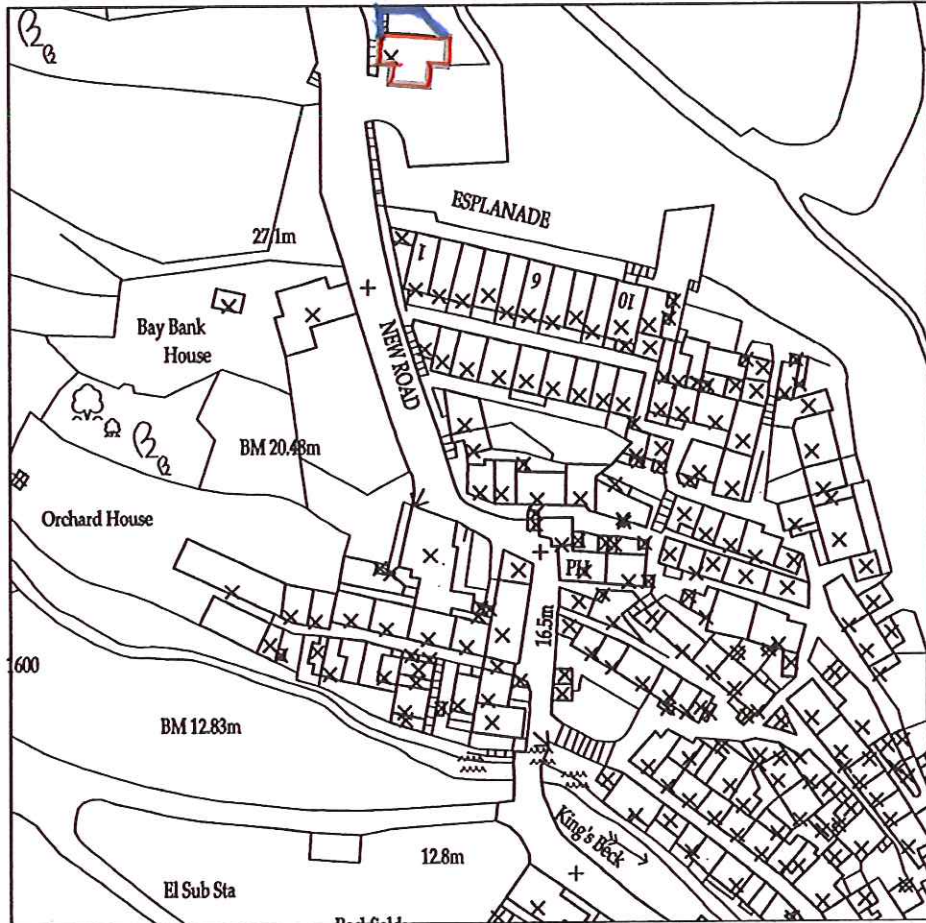 ESPLANADE
27.1m
1
6
10
Bay Bank
House
NEW ROAD
BM 20.48m
Orchard House
PH
16.5m
1600
BM 12.83m
King's Beck
12.8m
El Sub Sta